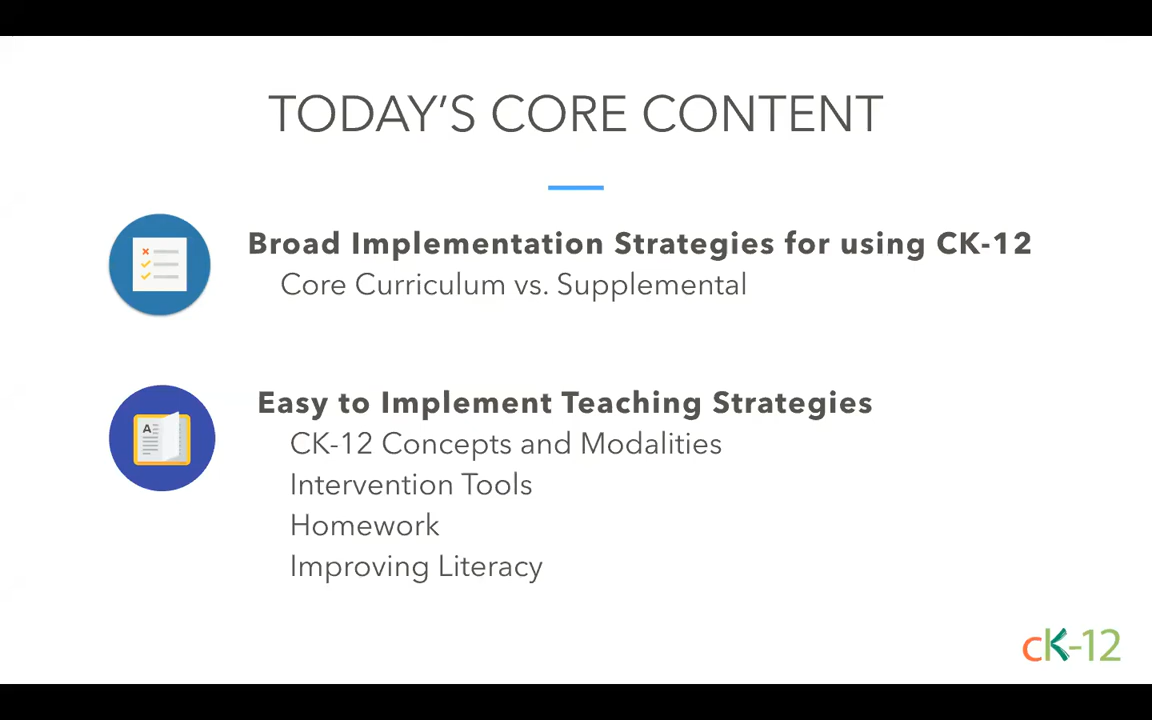 TODAY'S CORE CONTENT
Broad Implementation Strategies for using CK-12
Core Curriculum vs. Supplemental
A
Easy to Implement Teaching Strategies
CK-12 Concepts and Modalities
Intervention Tools
Homework
Improving Literacy
cK-12